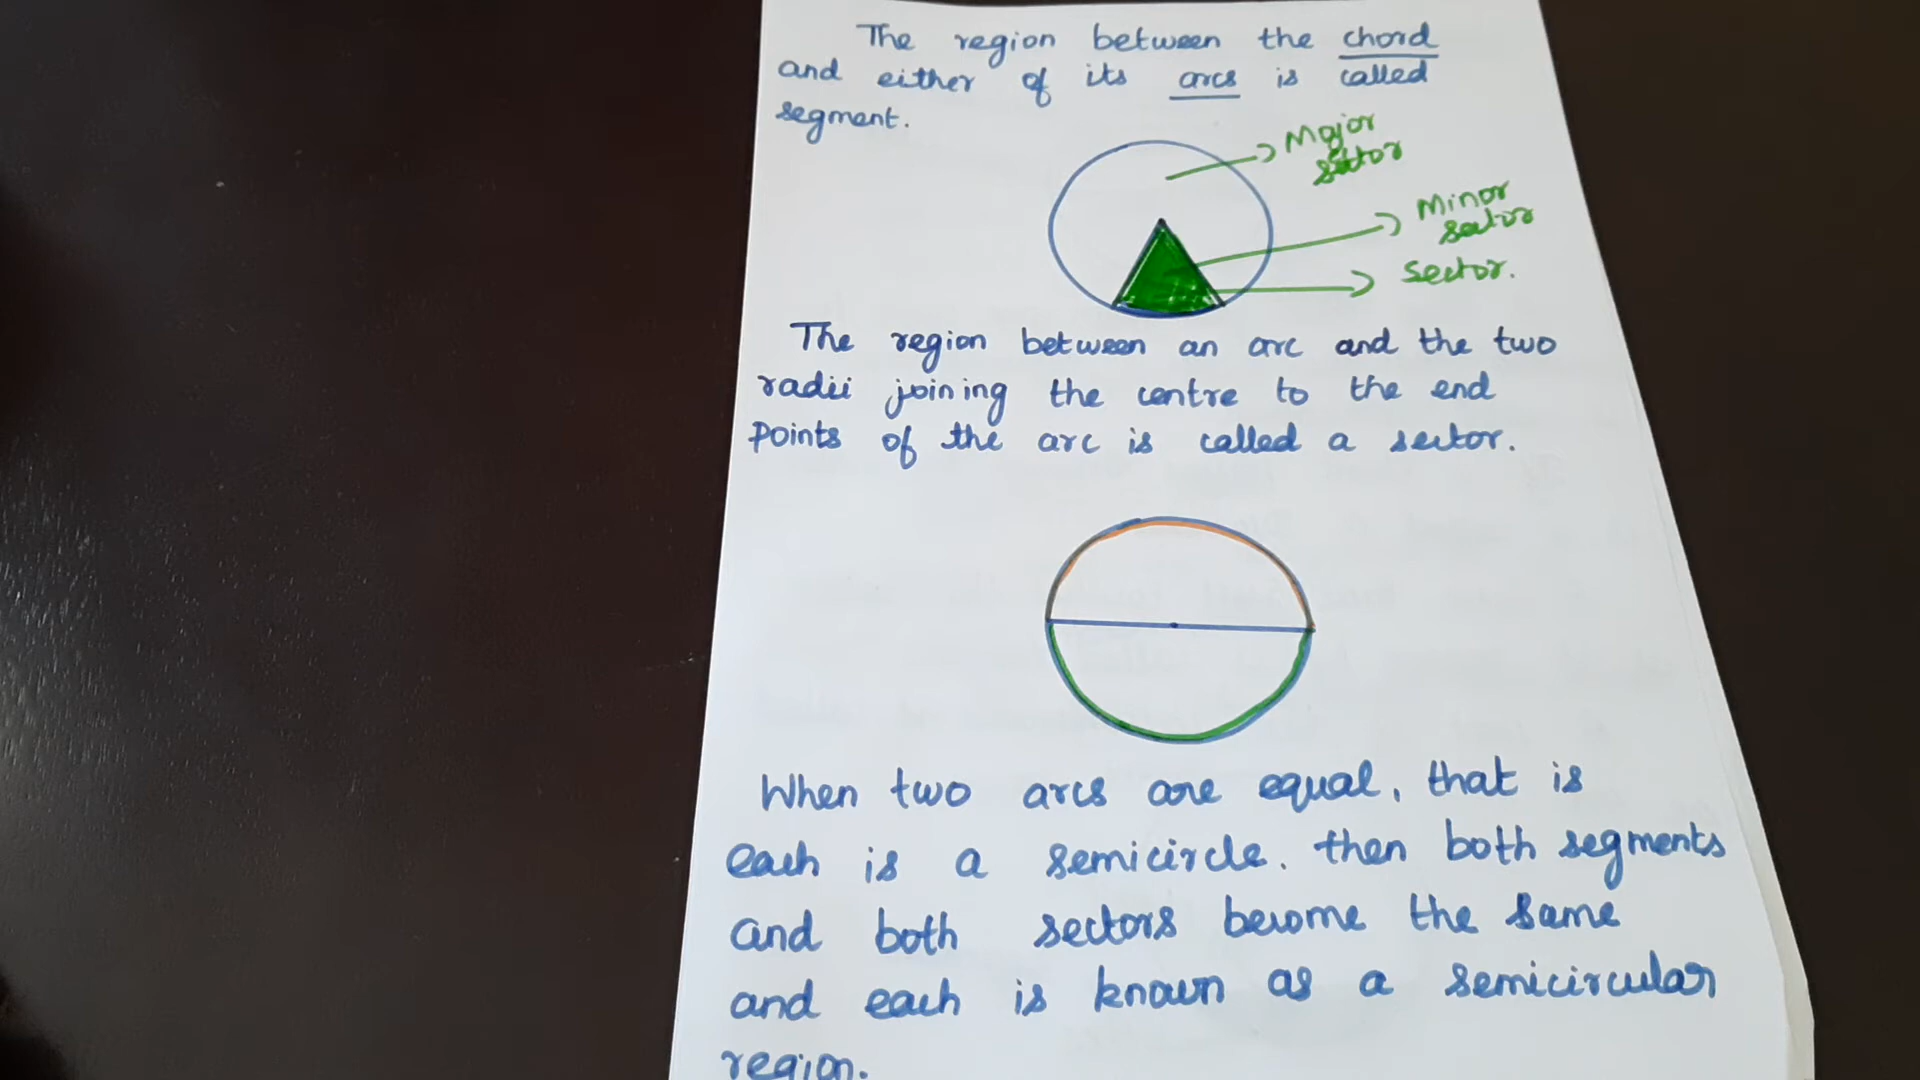 The region between the chord
and either of its arcs is called
segment.
Major
sector
Minor
sector
Sector.
The region between an arc and the two
radii joining the centre to the end
Points of the arc is called a sector.
When two arcs are equal, that is
each is a semicircle. then both segments
and both sectors become the same
and each is known as a semicircular
region.